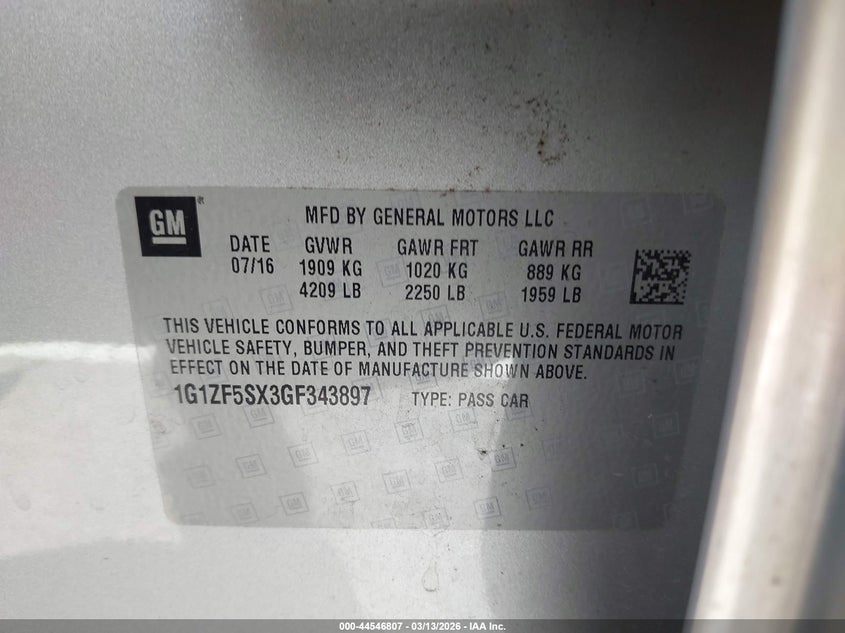 GM ®
MFD BY GENERAL MOTORS LLC
DATE GVWR GAWR FRT GAWR RR
07/16 1909 KG 1020 KG 889 KG
4209 LB 2250 LB 1959 LB
THIS VEHICLE CONFORMS TO ALL APPLICABLE U.S. FEDERAL MOTOR
VEHICLE SAFETY, BUMPER, AND THEFT PREVENTION STANDARDS IN
EFFECT ON THE DATE OF MANUFACTURE SHOWN ABOVE.
1G1ZF5SX3GF343897 TYPE: PASS CAR
000-44546807 - 03/13/2026 - IAA Inc.